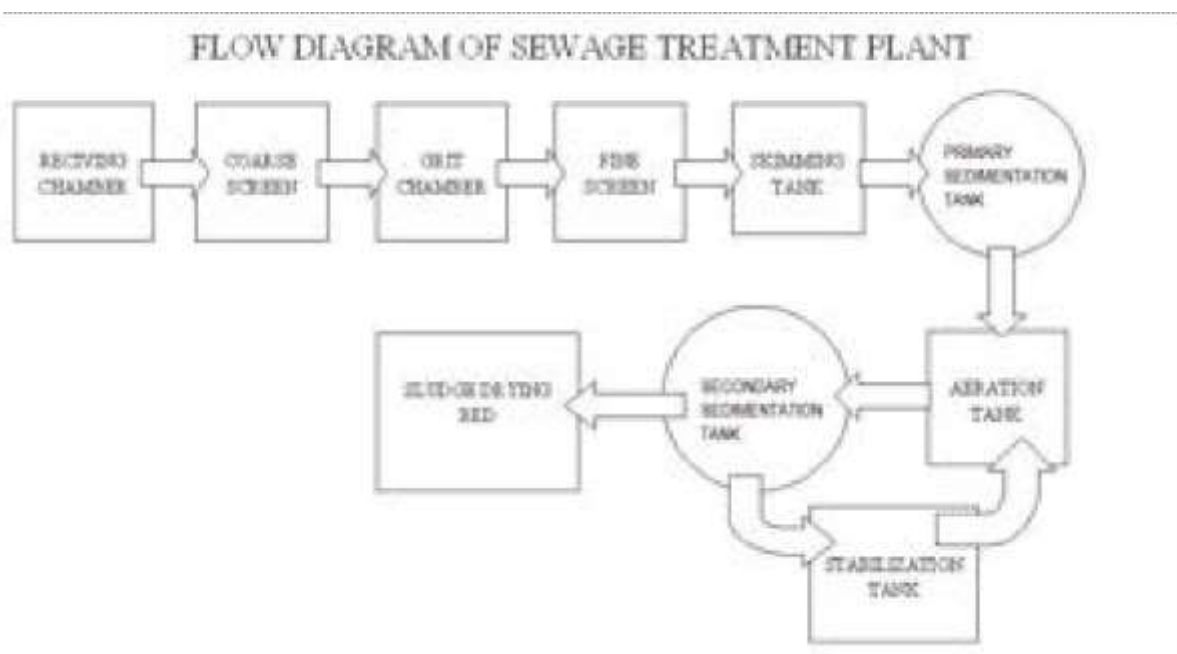 FLOW DIAGRAM OF SEWAGE TREATMENT PLANT
RECIVING
CHAMBER
COARSE
SCREEN
GRIT
CHAMBER
FINE
SCREEN
SKIMMING
TANK
PRIMARY
SEDIMENTATION
TANK
SLUDGE DRYING
BED
SECONDARY
SEDIMENTATION
TANK
AERATION
TANK
STABILIZATION
TANK